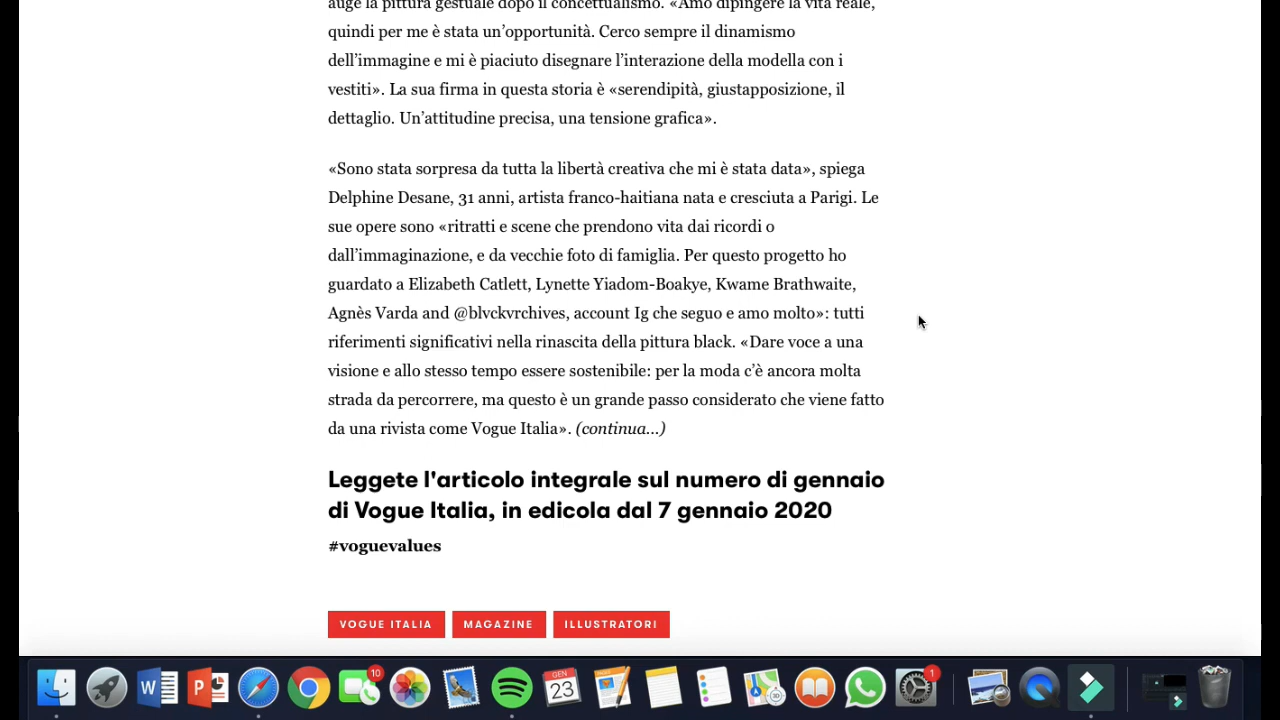 auge la pittura gestuale dopo il concettualismo. «Amo dipingere la vita reale,
quindi per me è stata un’opportunità. Cerco sempre il dinamismo
dell’immagine e mi è piaciuto disegnare l’interazione della modella con i
vestiti». La sua firma in questa storia è «serendipità, giustapposizione, il
dettaglio. Un’attitudine precisa, una tensione grafica».
«Sono stata sorpresa da tutta la libertà creativa che mi è stata data», spiega
Delphine Desane, 31 anni, artista franco-haitiana nata e cresciuta a Parigi. Le
sue opere sono «ritratti e scene che prendono vita dai ricordi o
dall’immaginazione, e da vecchie foto di famiglia. Per questo progetto ho
guardato a Elizabeth Catlett, Lynette Yiadom-Boakye, Kwame Brathwaite,
Agnès Varda and @blvckvrchives, account Ig che seguo e amo molto»: tutti
riferimenti significativi nella rinascita della pittura black. «Dare voce a una
visione e allo stesso tempo essere sostenibile: per la moda c’è ancora molta
strada da percorrere, ma questo è un grande passo considerato che viene fatto
da una rivista come Vogue Italia». (continua...)
Leggete l'articolo integrale sul numero di gennaio
di Vogue Italia, in edicola dal 7 gennaio 2020
#voguevalues
VOGUE ITALIA MAGAZINE ILLUSTRATORI
W P 10 GEN 23 3D 1